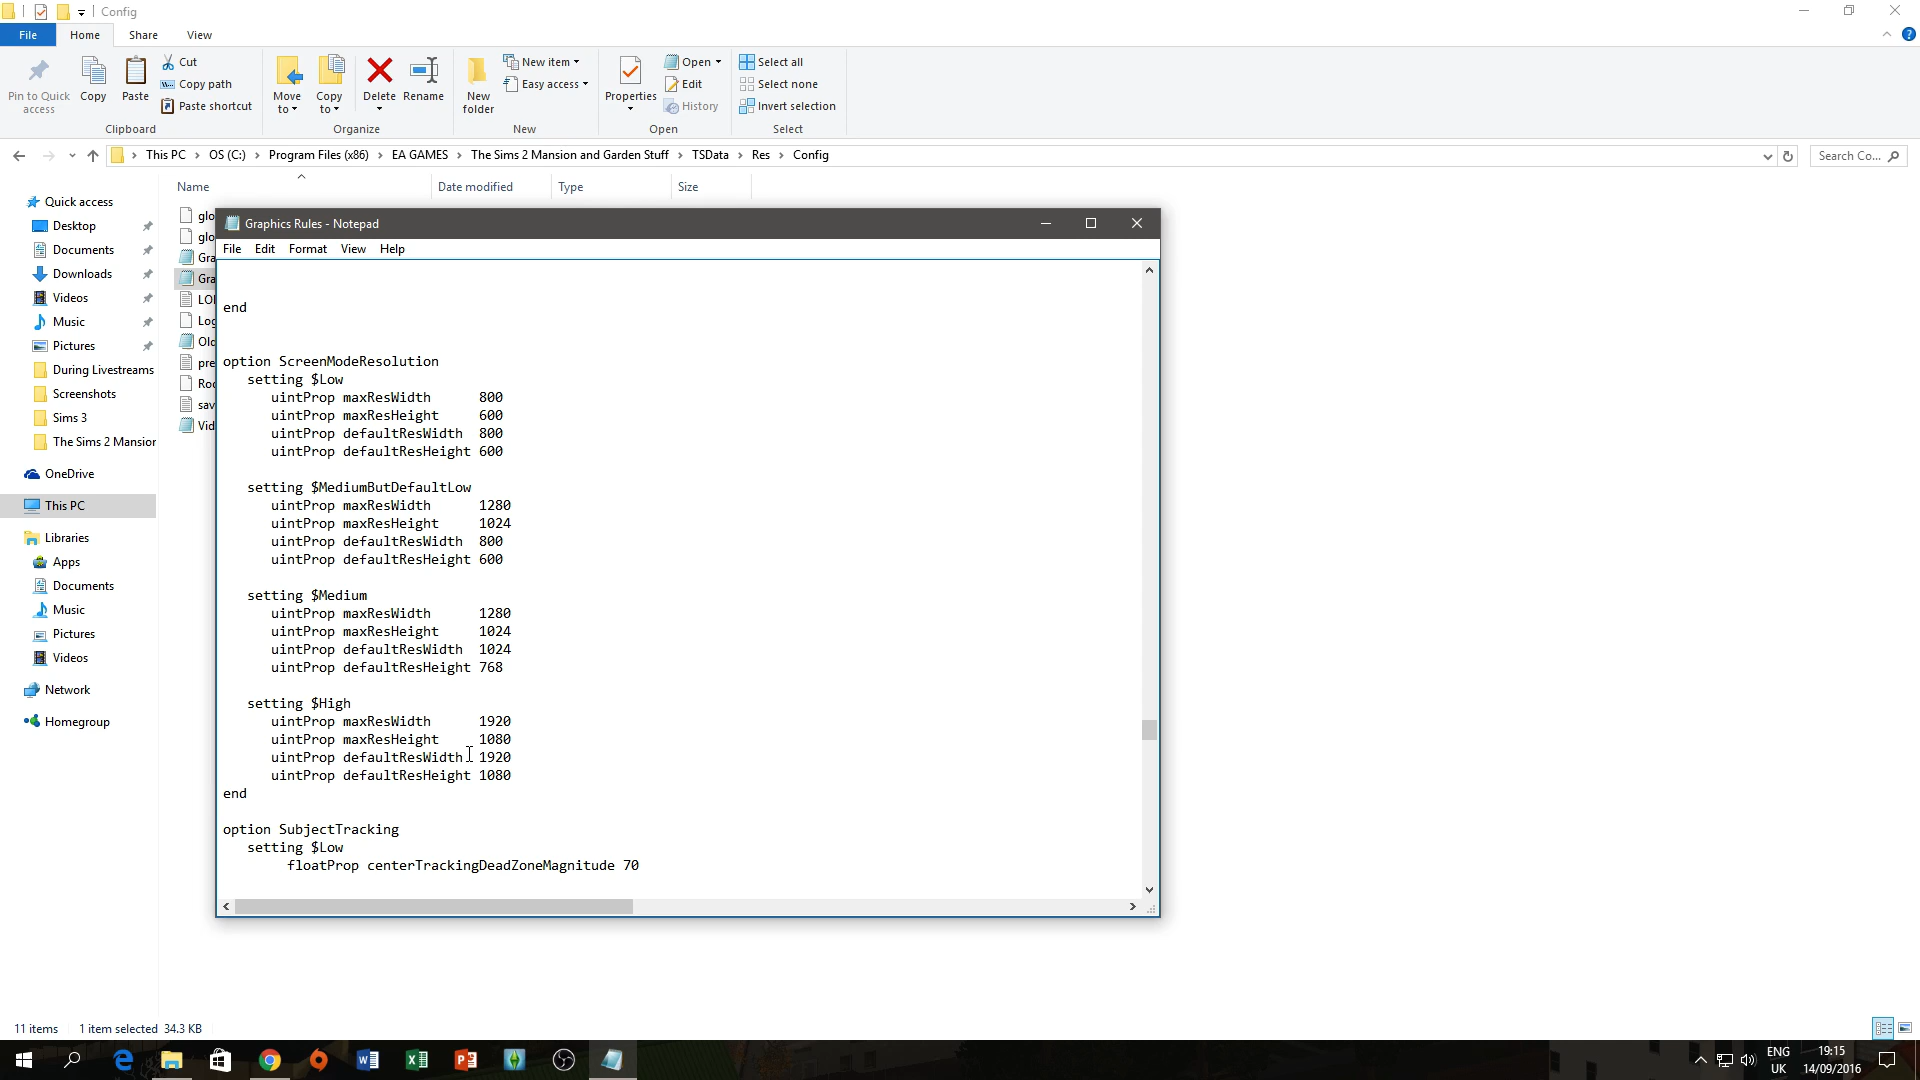 Config
File
Home
Share
View
Pin to Quick access
Copy
Paste
Cut
Copy path
Paste shortcut
Clipboard
Move to
Copy to
Delete
Rename
Organize
New folder
New item
Easy access
New
Properties
Open
Edit
History
Open
Select all
Select none
Invert selection
Select
This PC > OS (C:) > Program Files (x86) > EA GAMES > The Sims 2 Mansion and Garden Stuff > TSData > Res > Config
Search Co...
Name
Date modified
Type
Size
Quick access
Desktop
Documents
Downloads
Videos
Music
Pictures
During Livestreams
Screenshots
Sims 3
The Sims 2 Mansion
OneDrive
This PC
Libraries
Apps
Documents
Music
Pictures
Videos
Network
Homegroup
glo
glo
Gra
Gra
Log
Old
pre
sav
Vid
Graphics Rules - Notepad
File Edit Format View Help
end
option ScreenModeResolution
setting $Low
uintProp maxResWidth 800
uintProp maxResHeight 600
uintProp defaultResWidth 800
uintProp defaultResHeight 600
setting $MediumButDefaultLow
uintProp maxResWidth 1280
uintProp maxResHeight 1024
uintProp defaultResWidth 800
uintProp defaultResHeight 600
setting $Medium
uintProp maxResWidth 1280
uintProp maxResHeight 1024
uintProp defaultResWidth 1024
uintProp defaultResHeight 768
setting $High
uintProp maxResWidth 1920
uintProp maxResHeight 1080
uintProp defaultResWidth 1920
uintProp defaultResHeight 1080
end
option SubjectTracking
setting $Low
floatProp centerTrackingDeadZoneMagnitude 70
11 items
1 item selected 34.3 KB
ENG
UK
19:15
14/09/2016